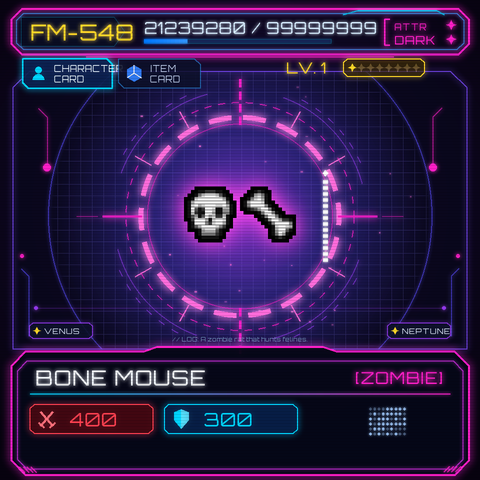 FM-548
21239280 / 99999999
ATTR
DARK
CHARACTER
CARD
ITEM
CARD
LV.1
VENUS
NEPTUNE
// LOG: A zombie rat that hunts felines.
BONE MOUSE
[ZOMBIE]
400
300